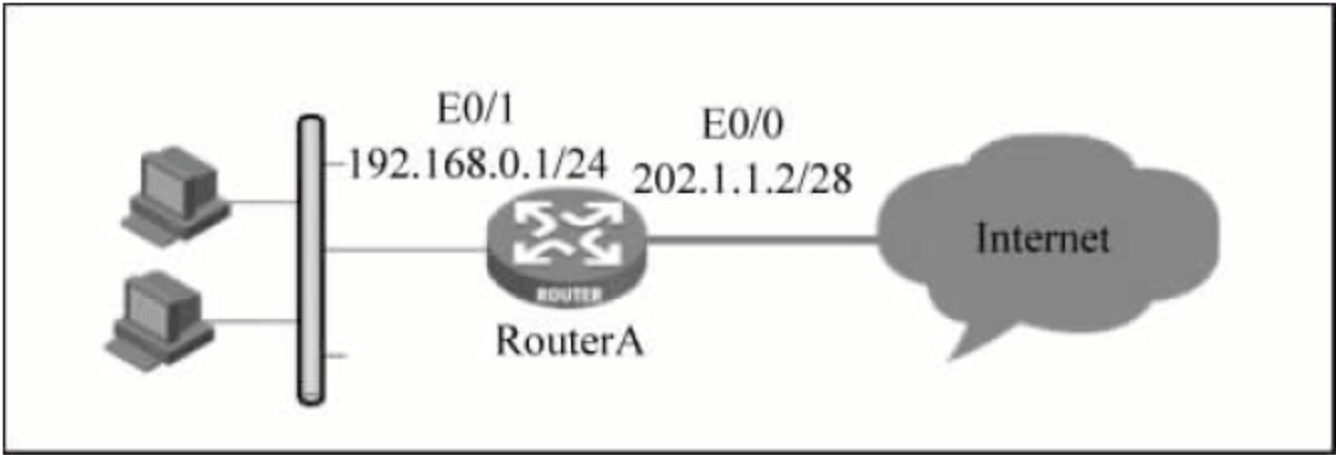 E0/1
192.168.0.1/24
E0/0
202.1.1.2/28
Internet
ROUTER
RouterA